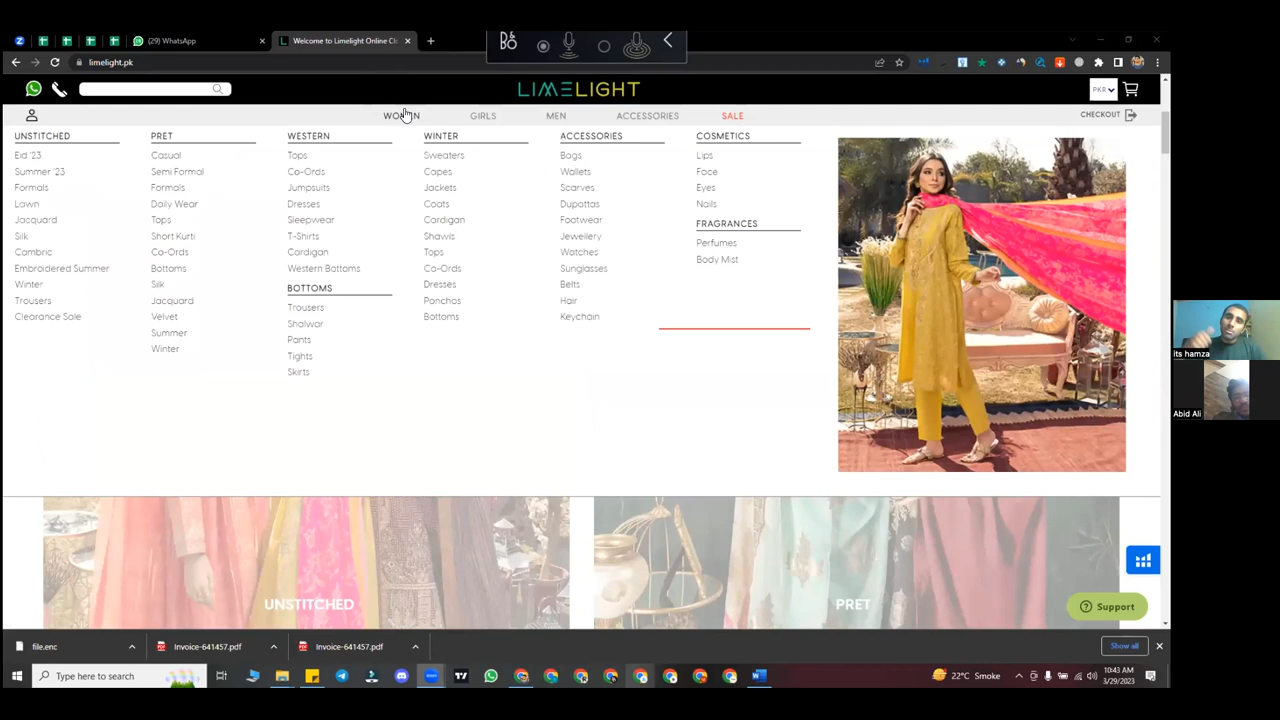 (29) WhatsApp
Welcome to Limelight Online Clo
B&O
limelight.pk
LIMELIGHT
PKR
WOMEN
GIRLS
MEN
ACCESSORIES
SALE
CHECKOUT
UNSTITCHED
Eid '23
Summer '23
Formals
Lawn
Jacquard
Silk
Cambric
Embroidered Summer
Winter
Trousers
Clearance Sale
PRET
Casual
Semi Formal
Formals
Daily Wear
Tops
Short Kurti
Co-Ords
Bottoms
Silk
Jacquard
Velvet
Summer
Winter
WESTERN
Tops
Co-Ords
Jumpsuits
Dresses
Sleepwear
T-Shirts
Cardigan
Western Bottoms
BOTTOMS
Trousers
Shalwar
Pants
Tights
Skirts
WINTER
Sweaters
Capes
Jackets
Coats
Cardigan
Shawls
Tops
Co-Ords
Dresses
Ponchos
Bottoms
ACCESSORIES
Bags
Wallets
Scarves
Dupattas
Footwear
Jewellery
Watches
Sunglasses
Belts
Hair
Keychain
COSMETICS
Lips
Face
Eyes
Nails
FRAGRANCES
Perfumes
Body Mist
its hamza
Abid Ali
UNSTITCHED
PRET
Support
file.enc
Invoice-641457.pdf
Invoice-641457.pdf
Show all
Type here to search
22°C Smoke
10:43 AM
3/29/2023